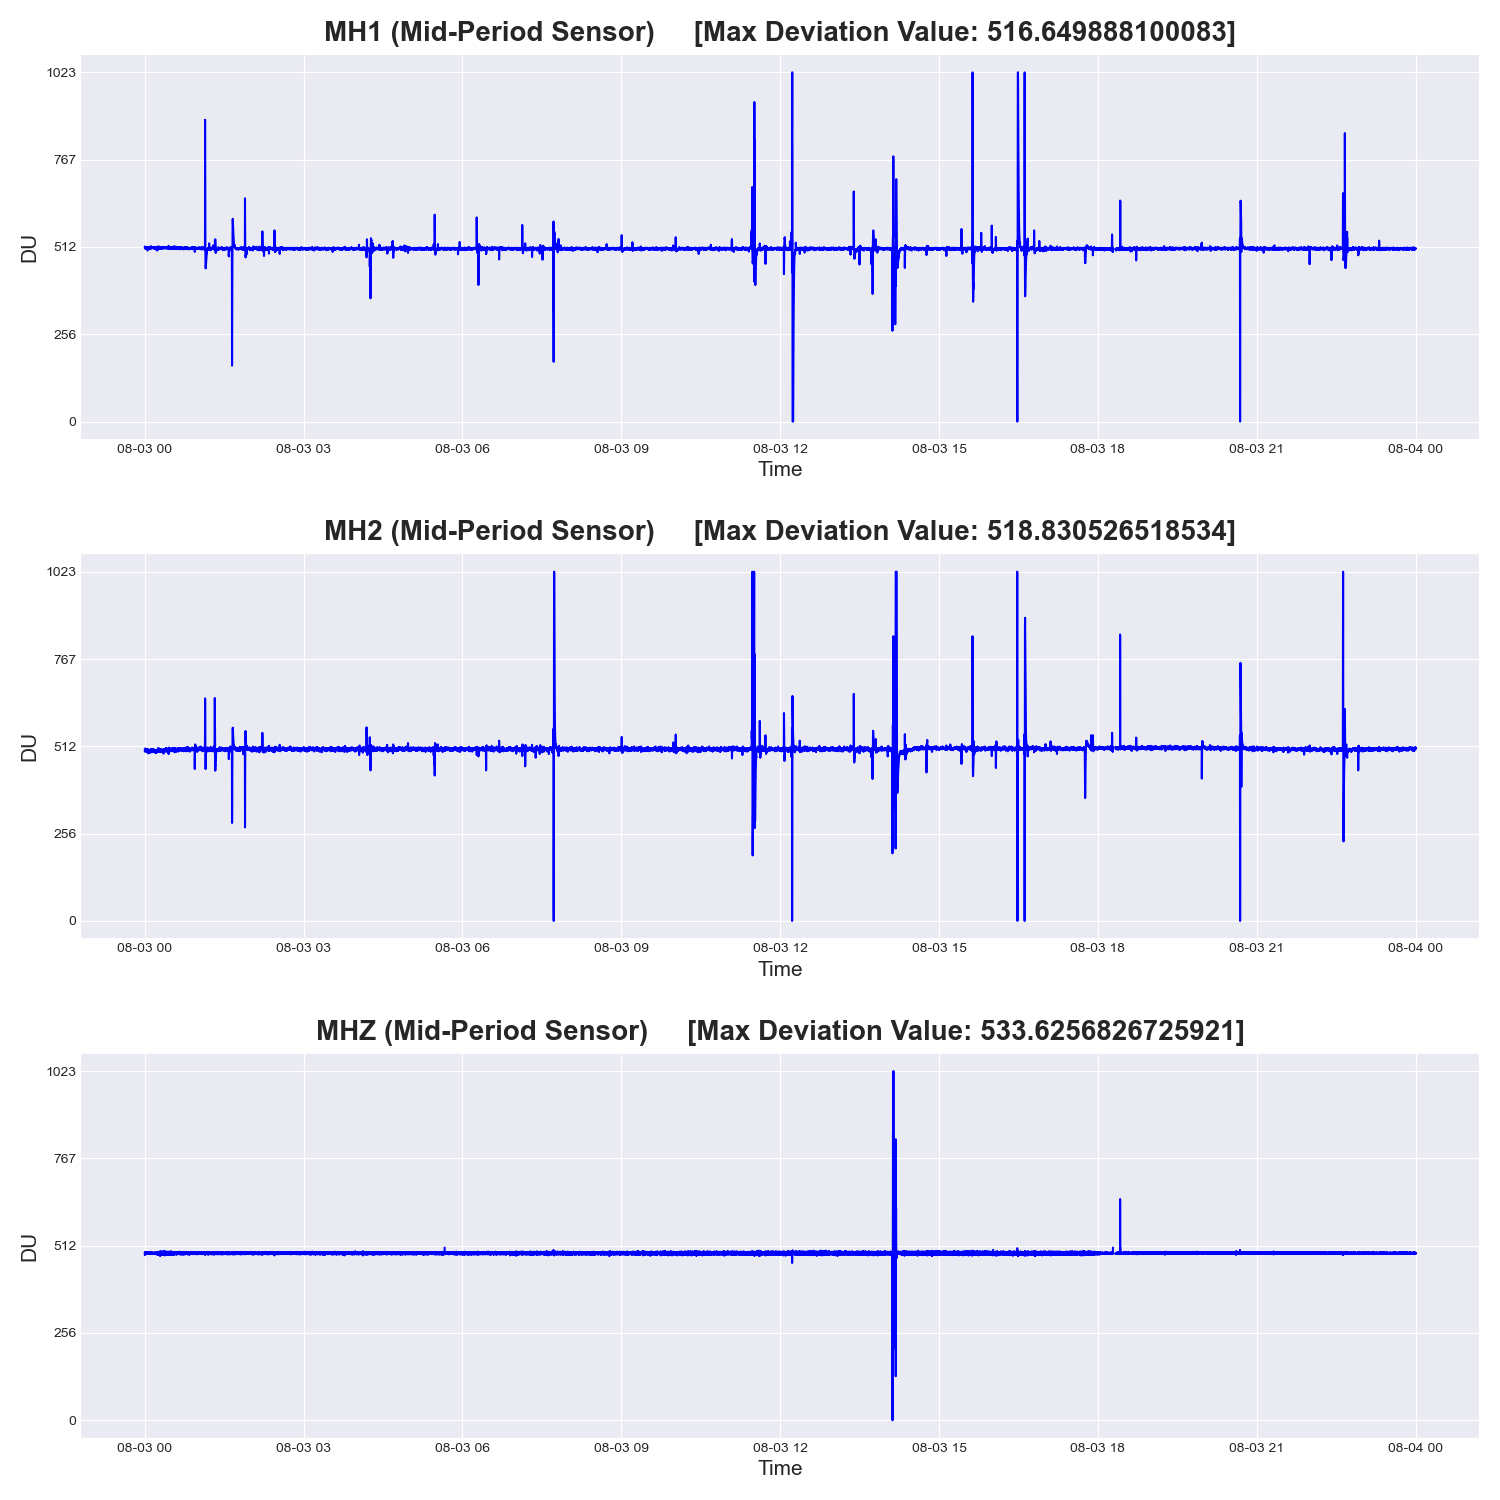 MH1 (Mid-Period Sensor) [Max Deviation Value: 516.649888100083]
1023
767
512
256
0
DU
08-03 00 08-03 03 08-03 06 08-03 09 08-03 12 08-03 15 08-03 18 08-03 21 08-04 00
Time
MH2 (Mid-Period Sensor) [Max Deviation Value: 518.830526518534]
1023
767
512
256
0
DU
08-03 00 08-03 03 08-03 06 08-03 09 08-03 12 08-03 15 08-03 18 08-03 21 08-04 00
Time
MHZ (Mid-Period Sensor) [Max Deviation Value: 533.6256826725921]
1023
767
512
256
0
DU
08-03 00 08-03 03 08-03 06 08-03 09 08-03 12 08-03 15 08-03 18 08-03 21 08-04 00
Time